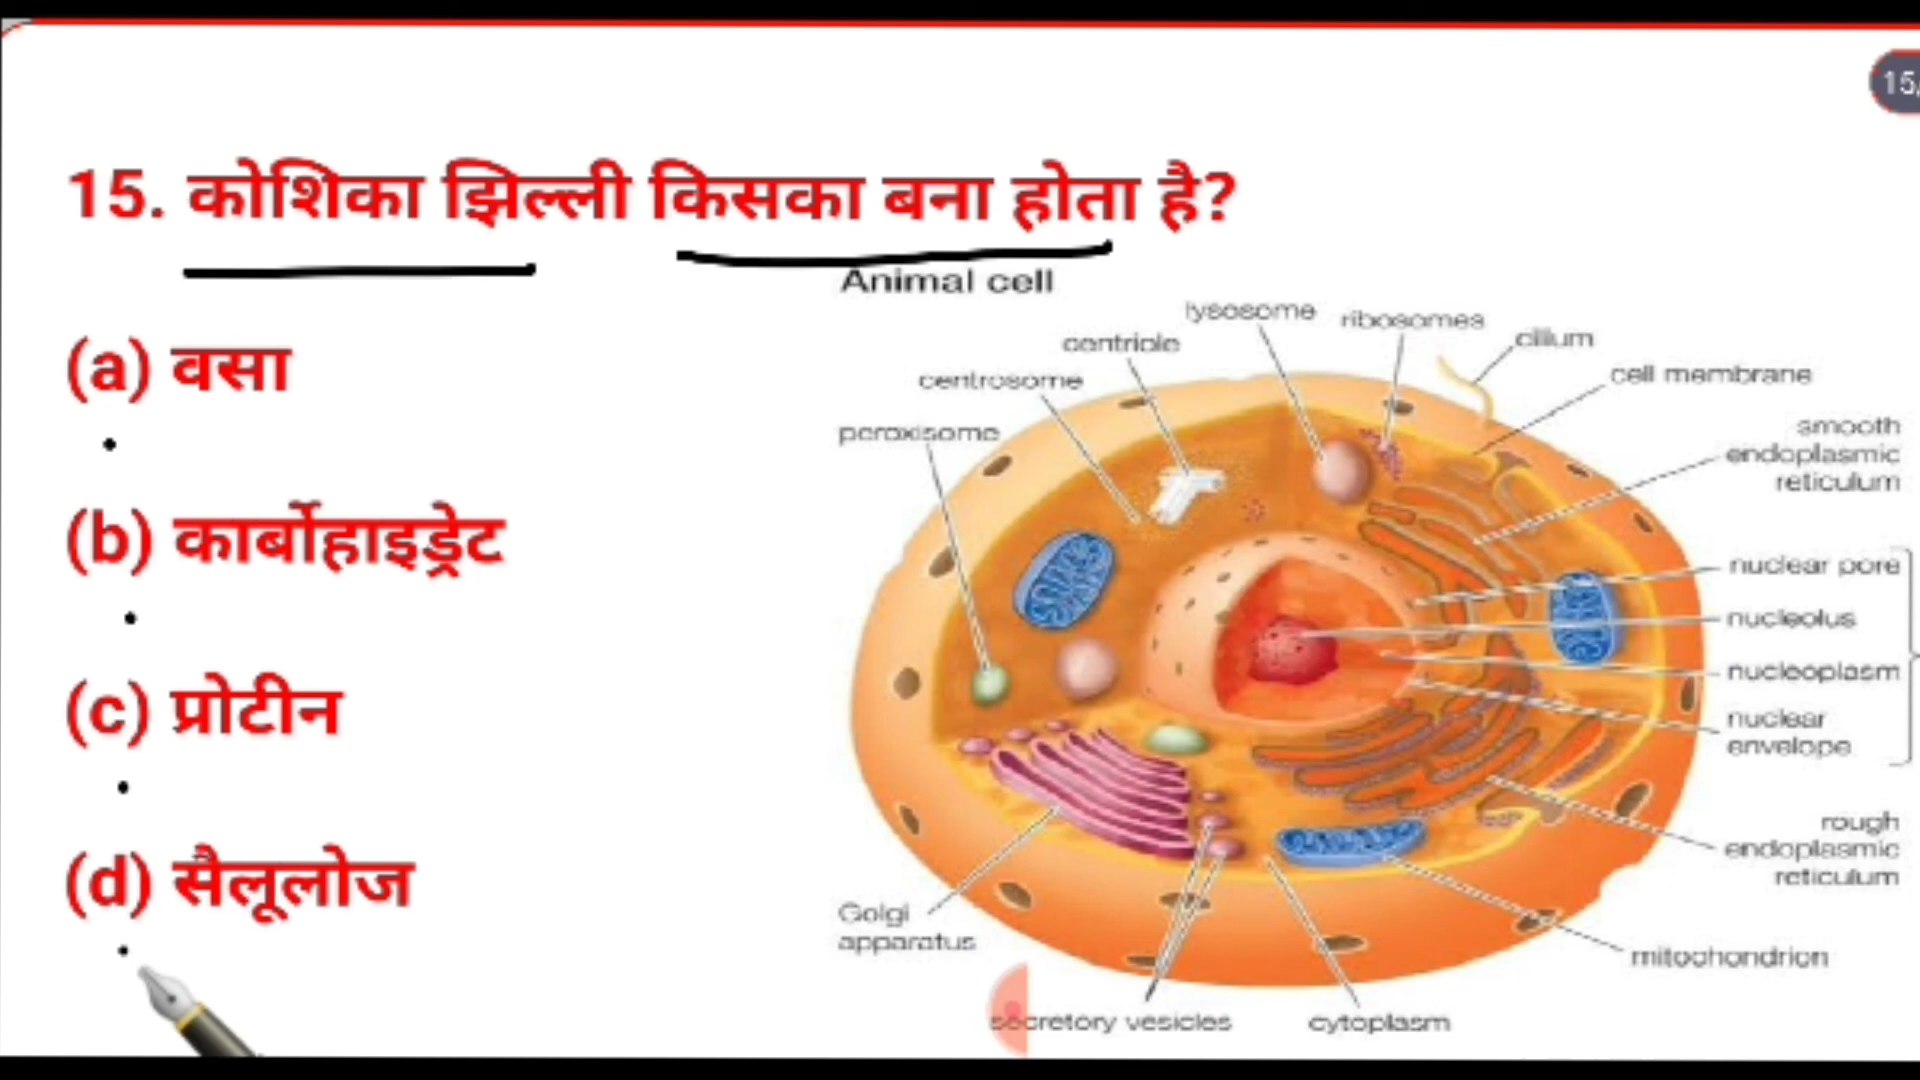 15,
15. कोशिका झिल्ली किसका बना होता है?
Animal cell
(a) वसा
(b) कार्बोहाइड्रेट
(c) प्रोटीन
(d) सैलूलोज
lysosome
ribosomes
cilium
centriole
cell membrane
centrosome
peroxisome
smooth
endoplasmic
reticulum
nuclear pore
nucleolus
nucleoplasm
nuclear
envelope
rough
endoplasmic
reticulum
Golgi
apparatus
mitochondrion
secretory vesicles
cytoplasm